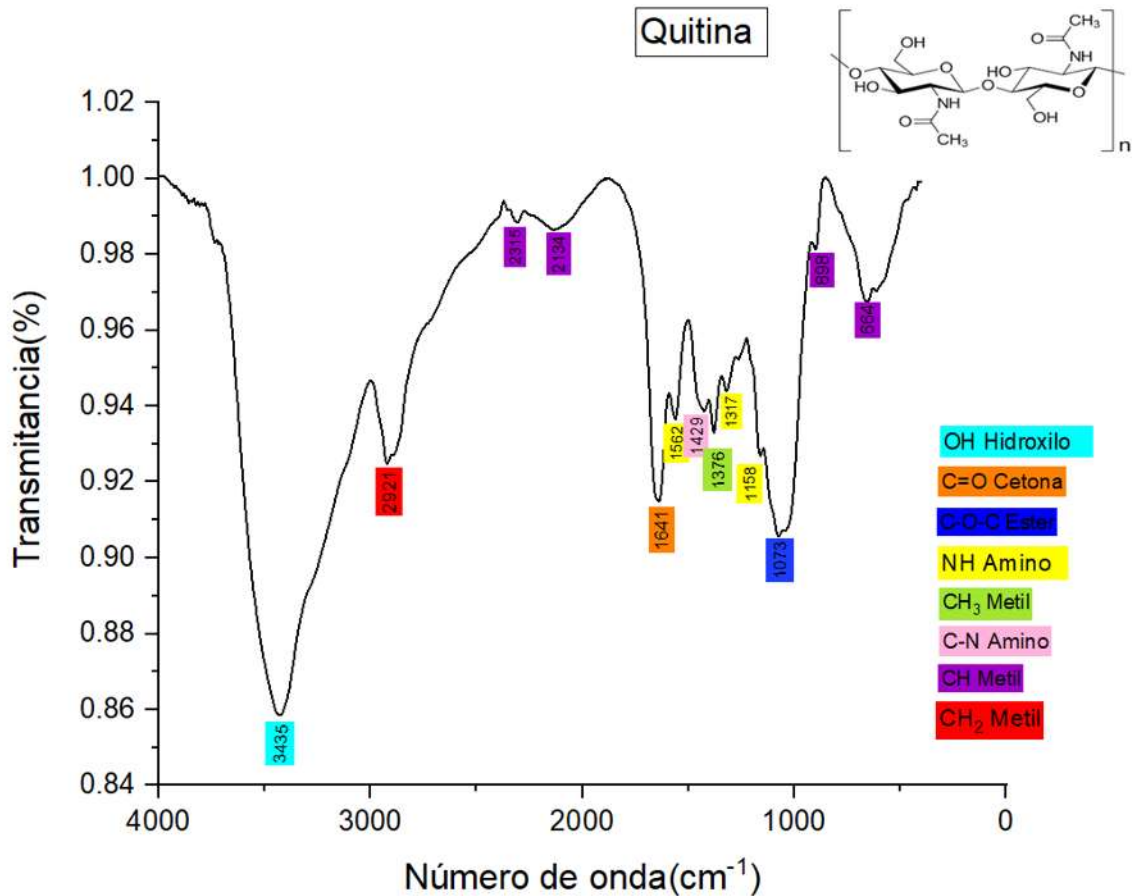 Quitina
CH₃
O
NH
OH
O
O
HO
O
HO
NH
O
CH₃
HO
O
O
OH
n
Transmitancia(%)
1.02
1.00
0.98
0.96
0.94
0.92
0.90
0.88
0.86
0.84
3435
2921
2315
2134
1641
1562
1429
1376
1317
1158
1073
898
664
OH Hidroxilo
C=O Cetona
C-O-C Ester
NH Amino
CH₃ Metil
C-N Amino
CH Metil
CH₂ Metil
4000
3000
2000
1000
0
Número de onda(cm⁻¹)